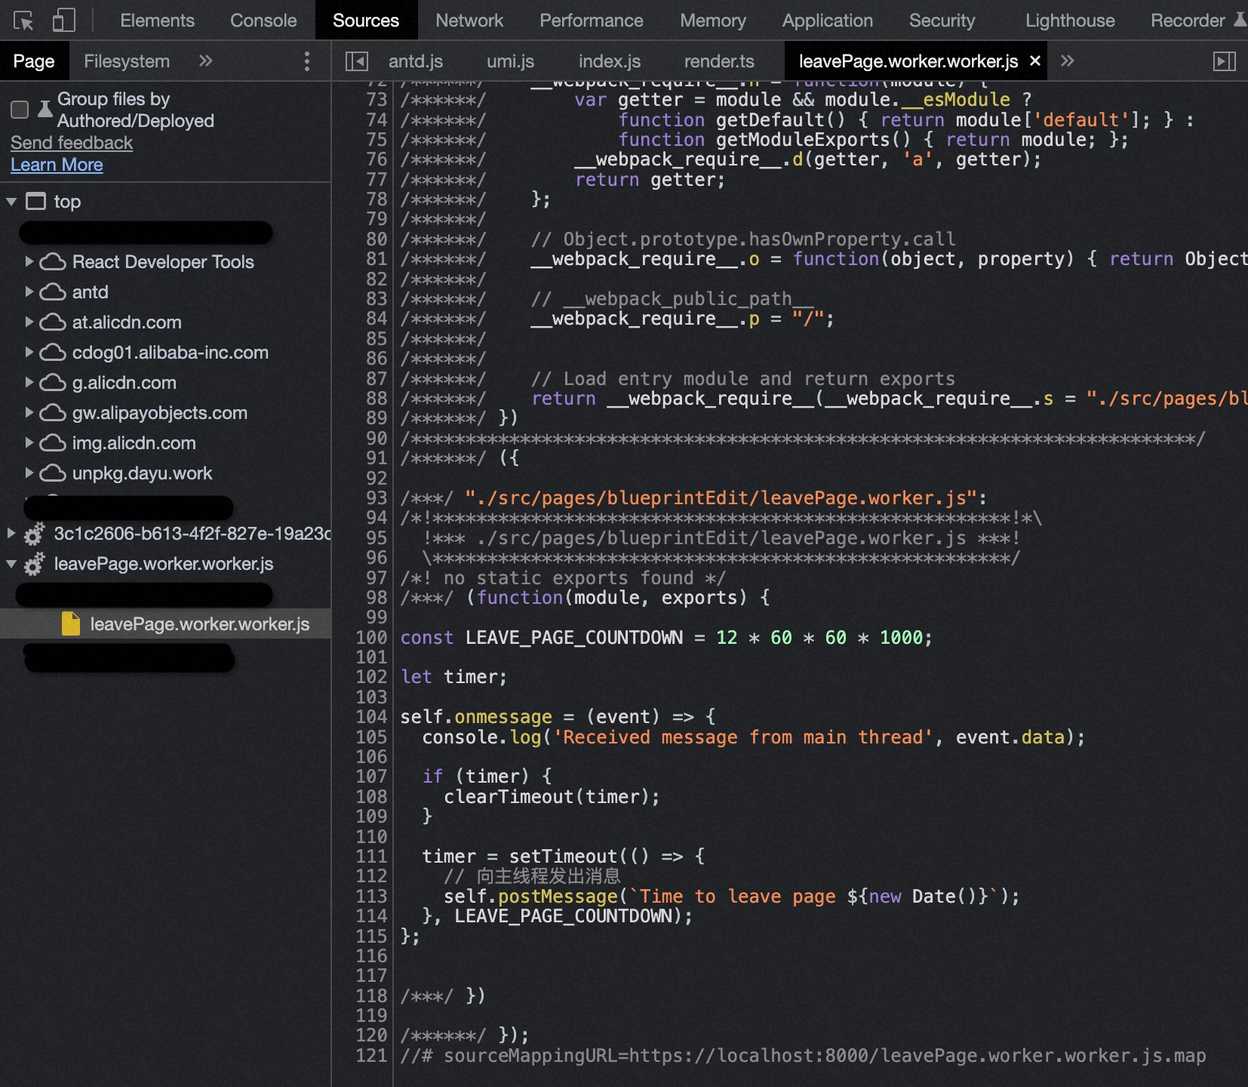 Elements Console Sources Network Performance Memory Application Security Lighthouse Recorder
Page Filesystem »
antd.js umi.js index.js render.ts leavePage.worker.worker.js × »
Group files by
Authored/Deployed
Send feedback
Learn More
top
React Developer Tools
antd
at.alicdn.com
cdog01.alibaba-inc.com
g.alicdn.com
gw.alipayobjects.com
img.alicdn.com
unpkg.dayu.work
3c1c2606-b613-4f2f-827e-19a23c
leavePage.worker.worker.js
leavePage.worker.worker.js
72 /******/ __webpack_require__.n = function(module) {
73 /******/ var getter = module && module.__esModule ?
74 /******/ function getDefault() { return module['default']; } :
75 /******/ function getModuleExports() { return module; };
76 /******/ __webpack_require__.d(getter, 'a', getter);
77 /******/ return getter;
78 /******/ };
79 /******/
80 /******/ // Object.prototype.hasOwnProperty.call
81 /******/ __webpack_require__.o = function(object, property) { return Object
82 /******/
83 /******/ // __webpack_public_path__
84 /******/ __webpack_require__.p = "/";
85 /******/
86 /******/
87 /******/ // Load entry module and return exports
88 /******/ return __webpack_require__(__webpack_require__.s = "./src/pages/bl
89 /******/ })
90 /************************************************************************/
91 /******/ ({
92
93 /***/ "./src/pages/blueprintEdit/leavePage.worker.js":
94 /*!*****************************************************!*\
95 !*** ./src/pages/blueprintEdit/leavePage.worker.js ***!
96 \*****************************************************/
97 /*! no static exports found */
98 /***/ (function(module, exports) {
99
100 const LEAVE_PAGE_COUNTDOWN = 12 * 60 * 60 * 1000;
101
102 let timer;
103
104 self.onmessage = (event) => {
105 console.log('Received message from main thread', event.data);
106
107 if (timer) {
108 clearTimeout(timer);
109 }
110
111 timer = setTimeout(() => {
112 // 向主线程发出消息
113 self.postMessage(`Time to leave page ${new Date()}`);
114 }, LEAVE_PAGE_COUNTDOWN);
115 };
116
117
118 /***/ })
119
120 /******/ });
121 //# sourceMappingURL=https://localhost:8000/leavePage.worker.worker.js.map